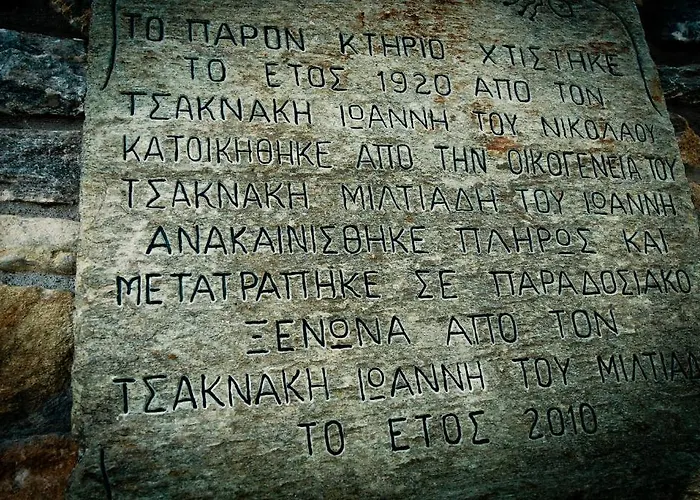 ΤΟ ΠΑΡΟΝ ΚΤΗΡΙΟ ΧΤΙΣΤΗΚΕ
ΤΟ ΕΤΟΣ 1920 ΑΠΟ ΤΟΝ
ΤΣΑΚΝΑΚΗ ΙΩΑΝΝΗ ΤΟΥ ΝΙΚΟΛΑΟΥ
ΚΑΤΟΙΚΗΘΗΚΕ ΑΠΟ ΤΗΝ ΟΙΚΟΓΕΝΕΙΑ ΤΟΥ
ΤΣΑΚΝΑΚΗ ΜΙΛΤΙΑΔΗ ΤΟΥ ΙΩΑΝΝΗ
ΑΝΑΚΑΙΝΙΣΘΗΚΕ ΠΛΗΡΩΣ ΚΑΙ
ΜΕΤΑΤΡΑΠΗΚΕ ΣΕ ΠΑΡΑΔΟΣΙΑΚΟ
ΞΕΝΩΝΑ ΑΠΟ ΤΟΝ
ΤΣΑΚΝΑΚΗ ΙΩΑΝΝΗ ΤΟΥ ΜΙΛΤΙΑΔ
ΤΟ ΕΤΟΣ 2010